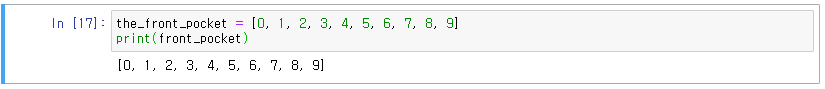 In [17]: the_front_pocket = [0, 1, 2, 3, 4, 5, 6, 7, 8, 9]
print(front_pocket)
[0, 1, 2, 3, 4, 5, 6, 7, 8, 9]